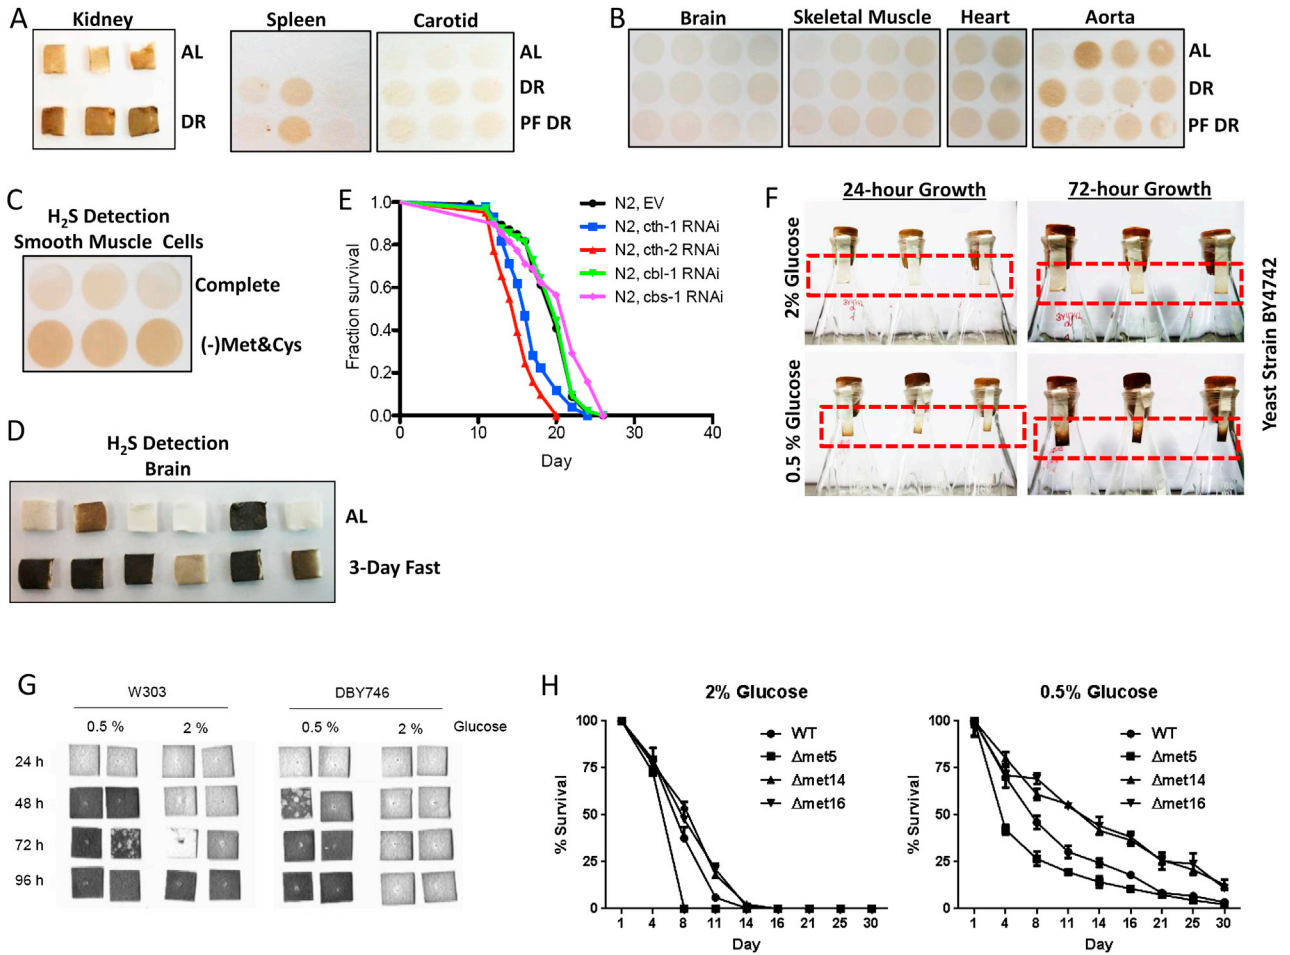 A
Kidney
AL
DR
Spleen
Carotid
AL
DR
PF DR
B
Brain
Skeletal Muscle
Heart
Aorta
AL
DR
PF DR
C
H₂S Detection
Smooth Muscle Cells
Complete
(-)Met&Cys
D
H₂S Detection
Brain
AL
3-Day Fast
E
Fraction survival
1.0
0.8
0.6
0.4
0.2
0.0
0
10
20
30
40
Day
N2, EV
N2, cth-1 RNAi
N2, cth-2 RNAi
N2, cbl-1 RNAi
N2, cbs-1 RNAi
F
24-hour Growth
72-hour Growth
2% Glucose
0.5 % Glucose
Yeast Strain BY4742
G
W303
DBY746
0.5 %
2 %
0.5 %
2 %
Glucose
24 h
48 h
72 h
96 h
H
2% Glucose
% Survival
100
75
50
25
0
1
4
8
11
14
16
21
25
30
Day
WT
Δmet5
Δmet14
Δmet16
0.5% Glucose
% Survival
100
75
50
25
0
1
4
8
11
14
16
21
25
30
Day
WT
Δmet5
Δmet14
Δmet16